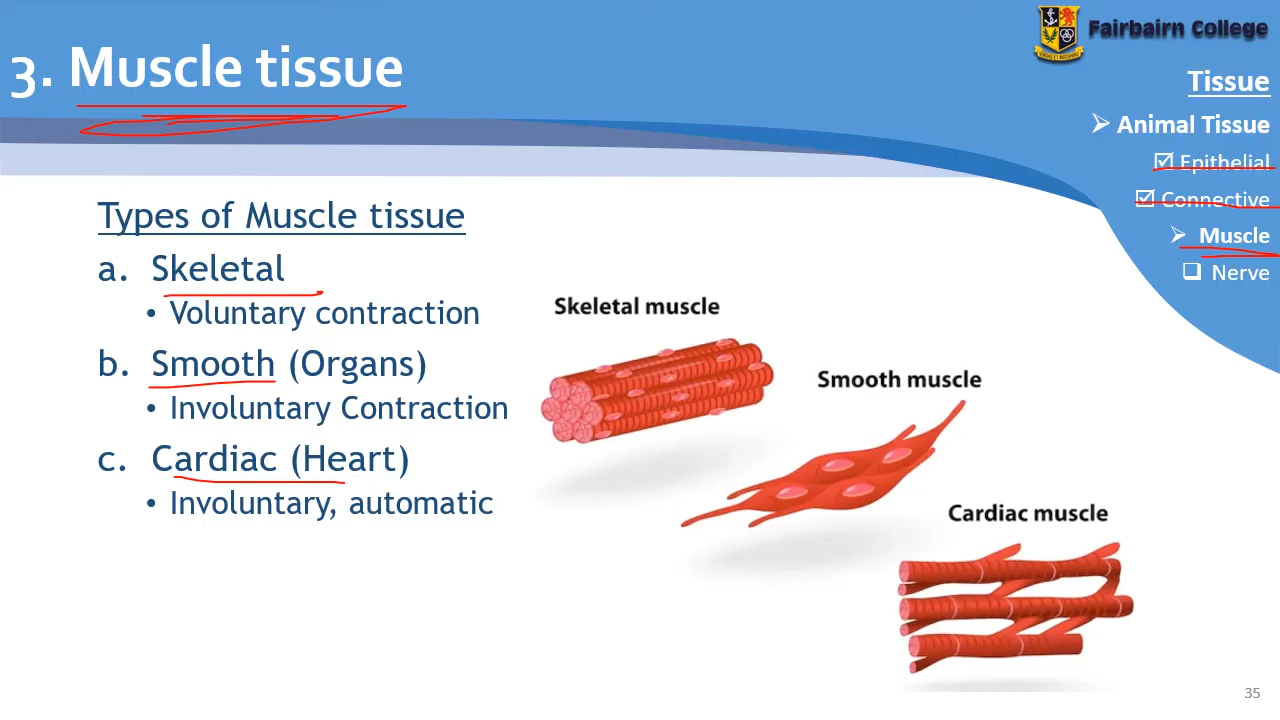 Fairbairn College
3. Muscle tissue
Tissue
Animal Tissue
Epithelial
Connective
Muscle
Nerve
Types of Muscle tissue
a. Skeletal
• Voluntary contraction
b. Smooth (Organs)
• Involuntary Contraction
c. Cardiac (Heart)
• Involuntary, automatic
Skeletal muscle
Smooth muscle
Cardiac muscle
35